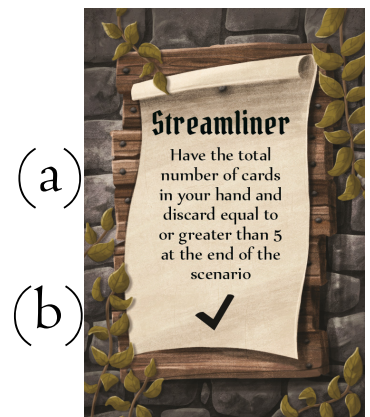 Streamliner
(a)
Have the total
number of cards
in your hand and
discard equal to
or greater than 5
at the end of the
scenario
(b)